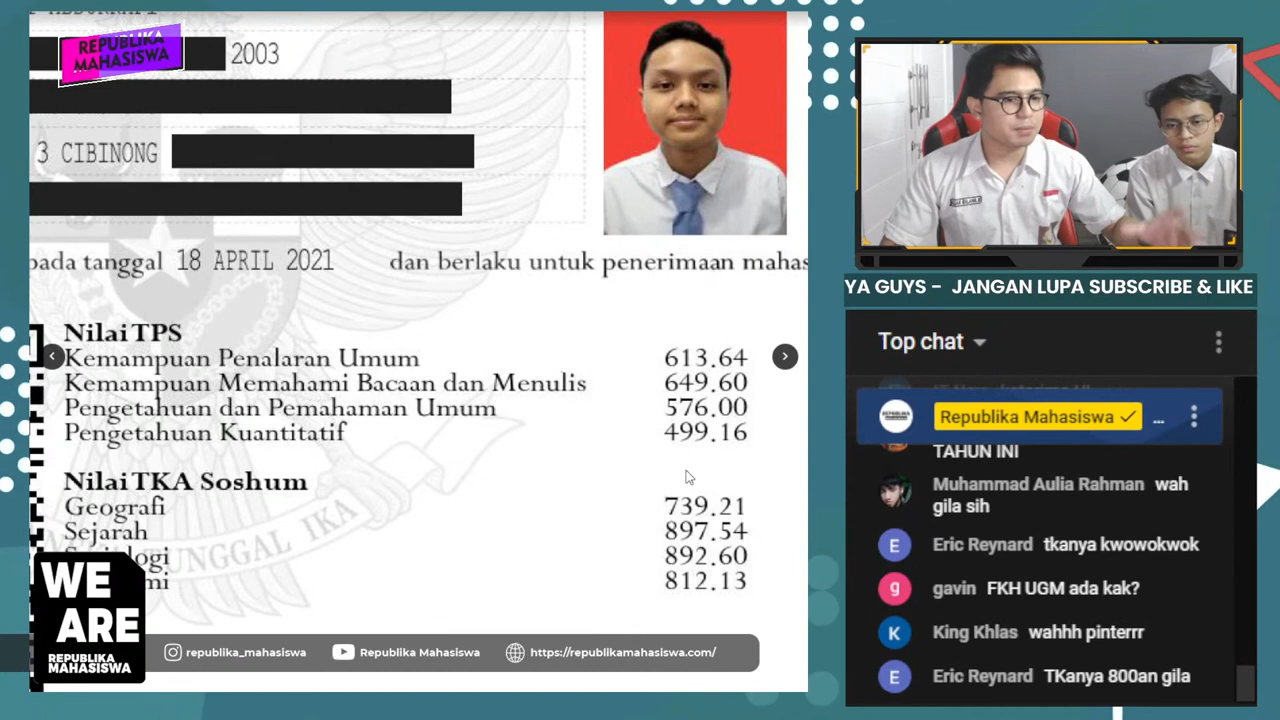 REPUBLIKA
MAHASISWA
2003
3 CIBINONG
pada tanggal 18 APRIL 2021 dan berlaku untuk penerimaan mahas
Nilai TPS
Kemampuan Penalaran Umum 613.64
Kemampuan Memahami Bacaan dan Menulis 649.60
Pengetahuan dan Pemahaman Umum 576.00
Pengetahuan Kuantitatif 499.16
Nilai TKA Soshum
Geografi 739.21
Sejarah 897.54
ogi 892.60
mi 812.13
TUNGGAL IKA
WE
ARE
REPUBLIKA
MAHASISWA
republika_mahasiswa Republika Mahasiswa https://republikamahasiswa.com/
YA GUYS - JANGAN LUPA SUBSCRIBE & LIKE
Top chat
Republika Mahasiswa ...
TAHUN INI
Muhammad Aulia Rahman wah
gila sih
E Eric Reynard tkanya kwowokwok
g gavin FKH UGM ada kak?
K King Khlas wahhh pinterrr
E Eric Reynard TKanya 800an gila